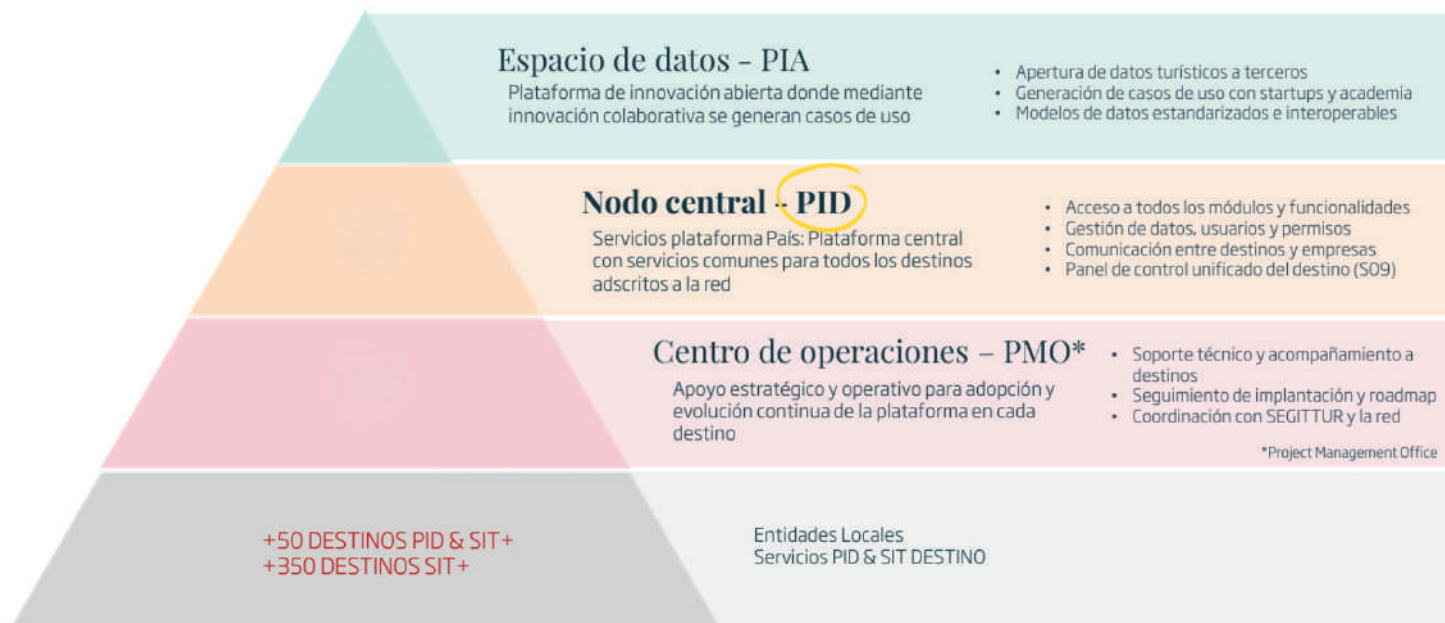 Espacio de datos - PIA
Plataforma de innovación abierta donde mediante
innovación colaborativa se generan casos de uso
• Apertura de datos turísticos a terceros
• Generación de casos de uso con startups y academia
• Modelos de datos estandarizados e interoperables
Nodo central - PID
Servicios plataforma País: Plataforma central
con servicios comunes para todos los destinos
adscritos a la red
• Acceso a todos los módulos y funcionalidades
• Gestión de datos, usuarios y permisos
• Comunicación entre destinos y empresas
• Panel de control unificado del destino (S09)
Centro de operaciones – PMO*
Apoyo estratégico y operativo para adopción y
evolución continua de la plataforma en cada
destino
• Soporte técnico y acompañamiento a
destinos
• Seguimiento de implantación y roadmap
• Coordinación con SEGITTUR y la red
*Project Management Office
+50 DESTINOS PID & SIT+
+350 DESTINOS SIT+
Entidades Locales
Servicios PID & SIT DESTINO